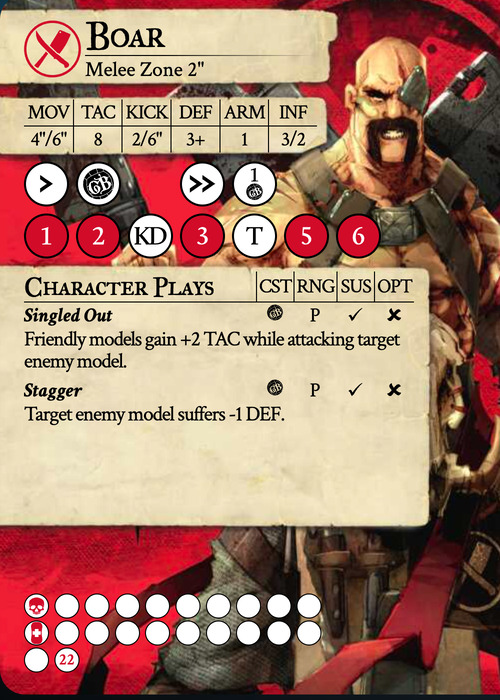 BOAR
Melee Zone 2"
MOV TAC KICK DEF ARM INF
4"/6" 8 2/6" 3+ 1 3/2
> GB >> 1 GB
1 2 KD 3 T 5 6
CHARACTER PLAYS CST RNG SUS OPT
Singled Out GB P ✓ ✘
Friendly models gain +2 TAC while attacking target
enemy model.
Stagger GB P ✓ ✘
Target enemy model suffers -1 DEF.
22